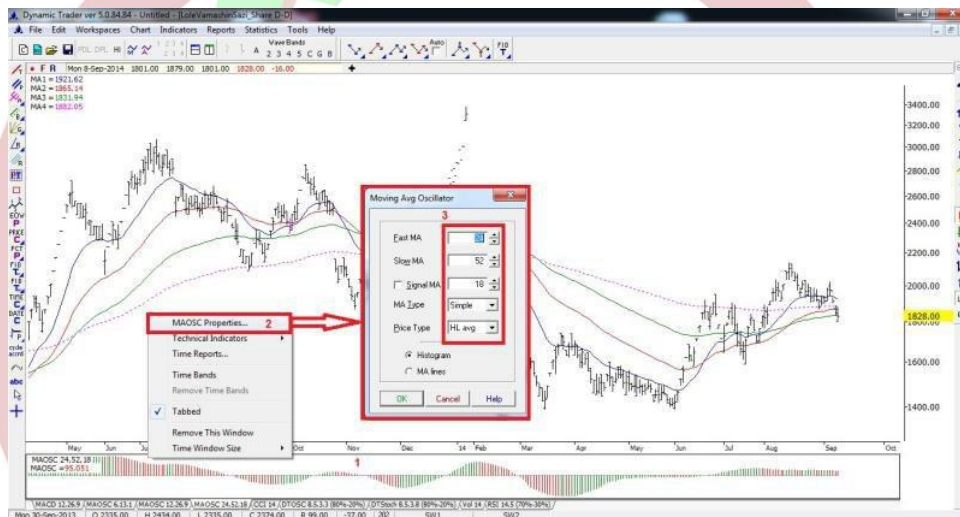 Dynamic Trader ver 5.0.84.84 - Untitled - [LoleVamashinSazi_Share D-D]
File Edit Workspaces Chart Indicators Reports Statistics Tools Help
PDL DPL HI
A
Wave Bands
2 3 4 5 C G 8
Auto
F R Mon 8-Sep-2014 1801.00 1879.00 1801.00 1828.00 -16.00
MA1 =1921.62
MA2 =1865.14
MA3 =1831.94
MA4 =1882.05
3400.00
3200.00
3000.00
2800.00
2600.00
2400.00
2200.00
2000.00
1828.00
1600.00
1400.00
Moving Avg Oscillator
3
Fast MA
Slow MA 52
Signal MA 18
MA Type Simple
Price Type HL avg
Histogram
MA lines
OK Cancel Help
MAOSC Properties... 2
Technical Indicators
Time Reports...
Time Bands
Remove Time Bands
Tabbed
Remove This Window
Time Window Size
May Jun Oct Nov Dec 14 Feb Mar Apr May Jun Jul Aug Sep Oct
MAOSC 24,52,18
MAOSC =95.051
1
MACD 12.26.9 MAOSC 6.13.1 MAOSC 12.26.9 MAOSC 24.52.18 CCI 14 DTOSC 8.5.3.3 (80%-20%) DTStoch 8.5.3.8 (80%-20%) Vol 14 RSI 14.5 (70%-30%)
Mon 30-Sep-2013 O 2335.00 H 2434.00 L 2335.00 C 2374.00 R 99.00 -37.00 202 SW1 SW2